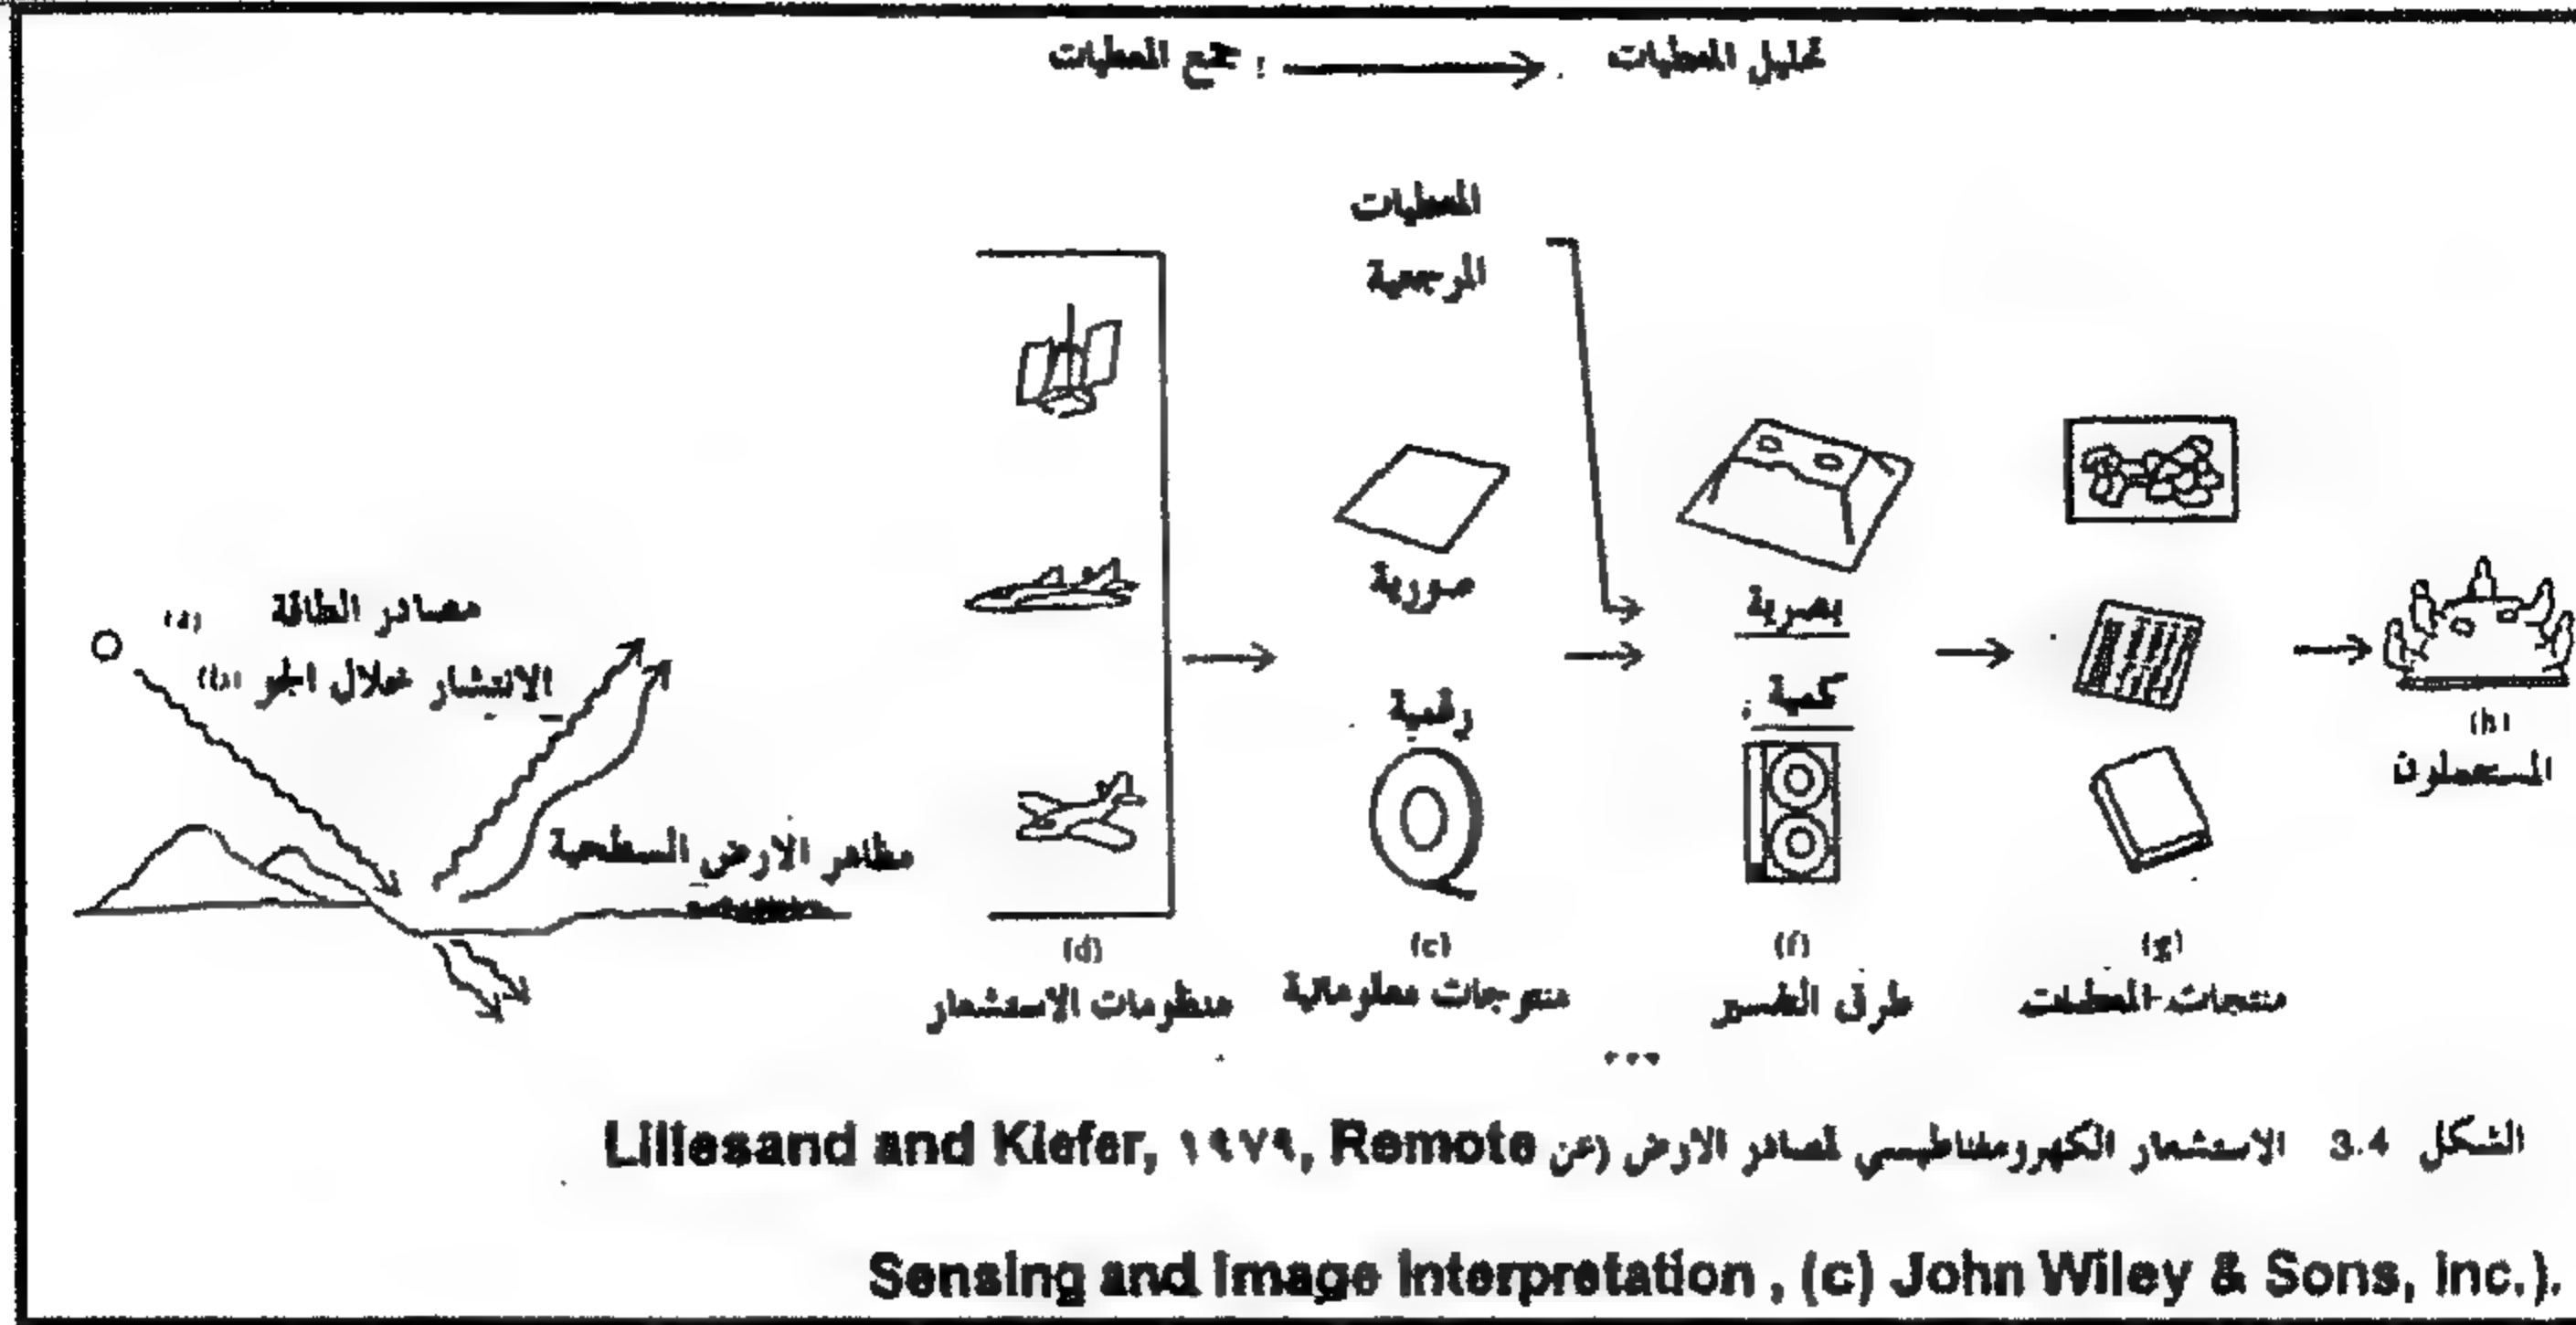 جمع المعطيات
تحليل المعطيات
المعطيات
المرجعية
(a) مصادر الطاقة
(b) الانتشار خلال الجو
مظاهر الارض السطحية
صورية
رقمية
بصرية
كمية
(d)
منظومات الاستشعار
(e)
منتوجات معلوماتية
(f)
طرق التفسير
(g)
منتجات المعطيات
(h)
المستعملون
الشكل 3.4 الاستشعار الكهرومغناطيسي لمصادر الارض (عن Lillesand and Kiefer, ١٩٧٩, Remote
Sensing and Image Interpretation , (c) John Wiley & Sons, Inc.).